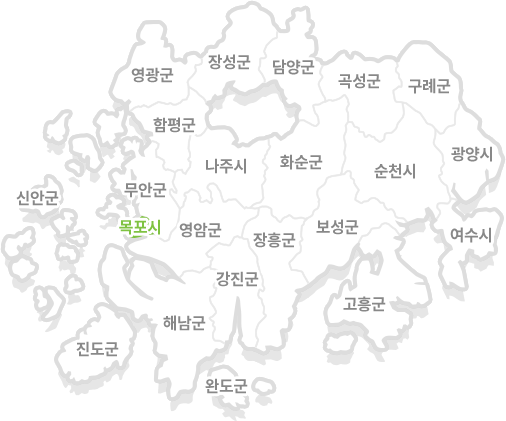 장성군
담양군
영광군
곡성군
구례군
함평군
광양시
나주시
화순군
순천시
무안군
신안군
목포시
영암군
보성군
여수시
장흥군
강진군
고흥군
해남군
진도군
완도군